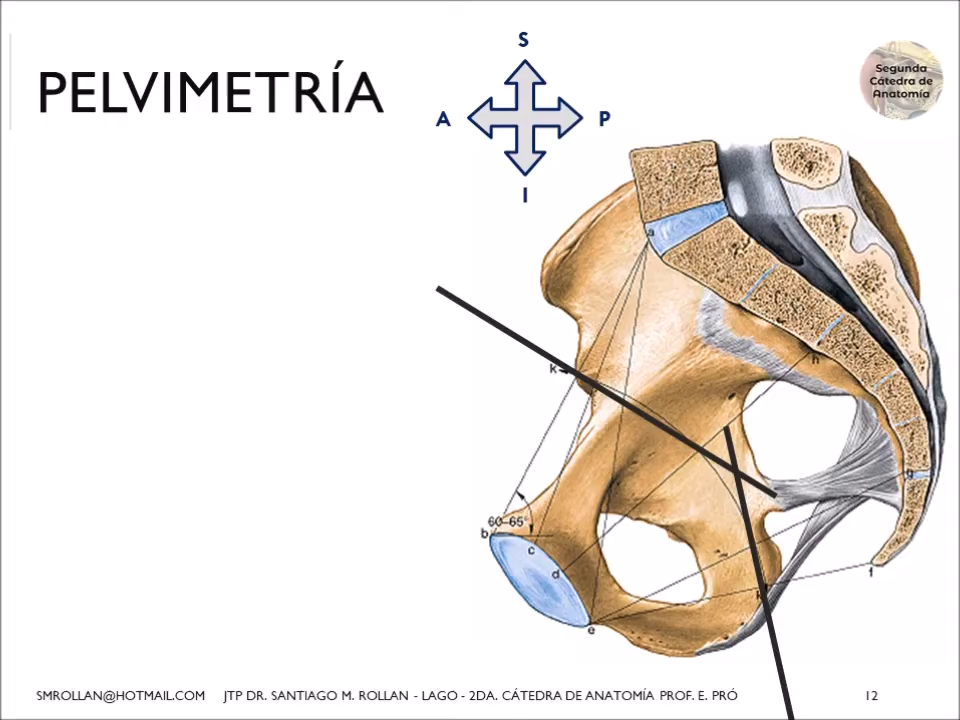 S
PELVIMETRÍA
Segunda
Cátedra de
Anatomía
A
P
I
a
h
k
g
60–65°
b
c
d
f
k
e
SMROLLAN@HOTMAIL.COM JTP DR. SANTIAGO M. ROLLAN - LAGO - 2DA. CÁTEDRA DE ANATOMÍA PROF. E. PRÓ 12